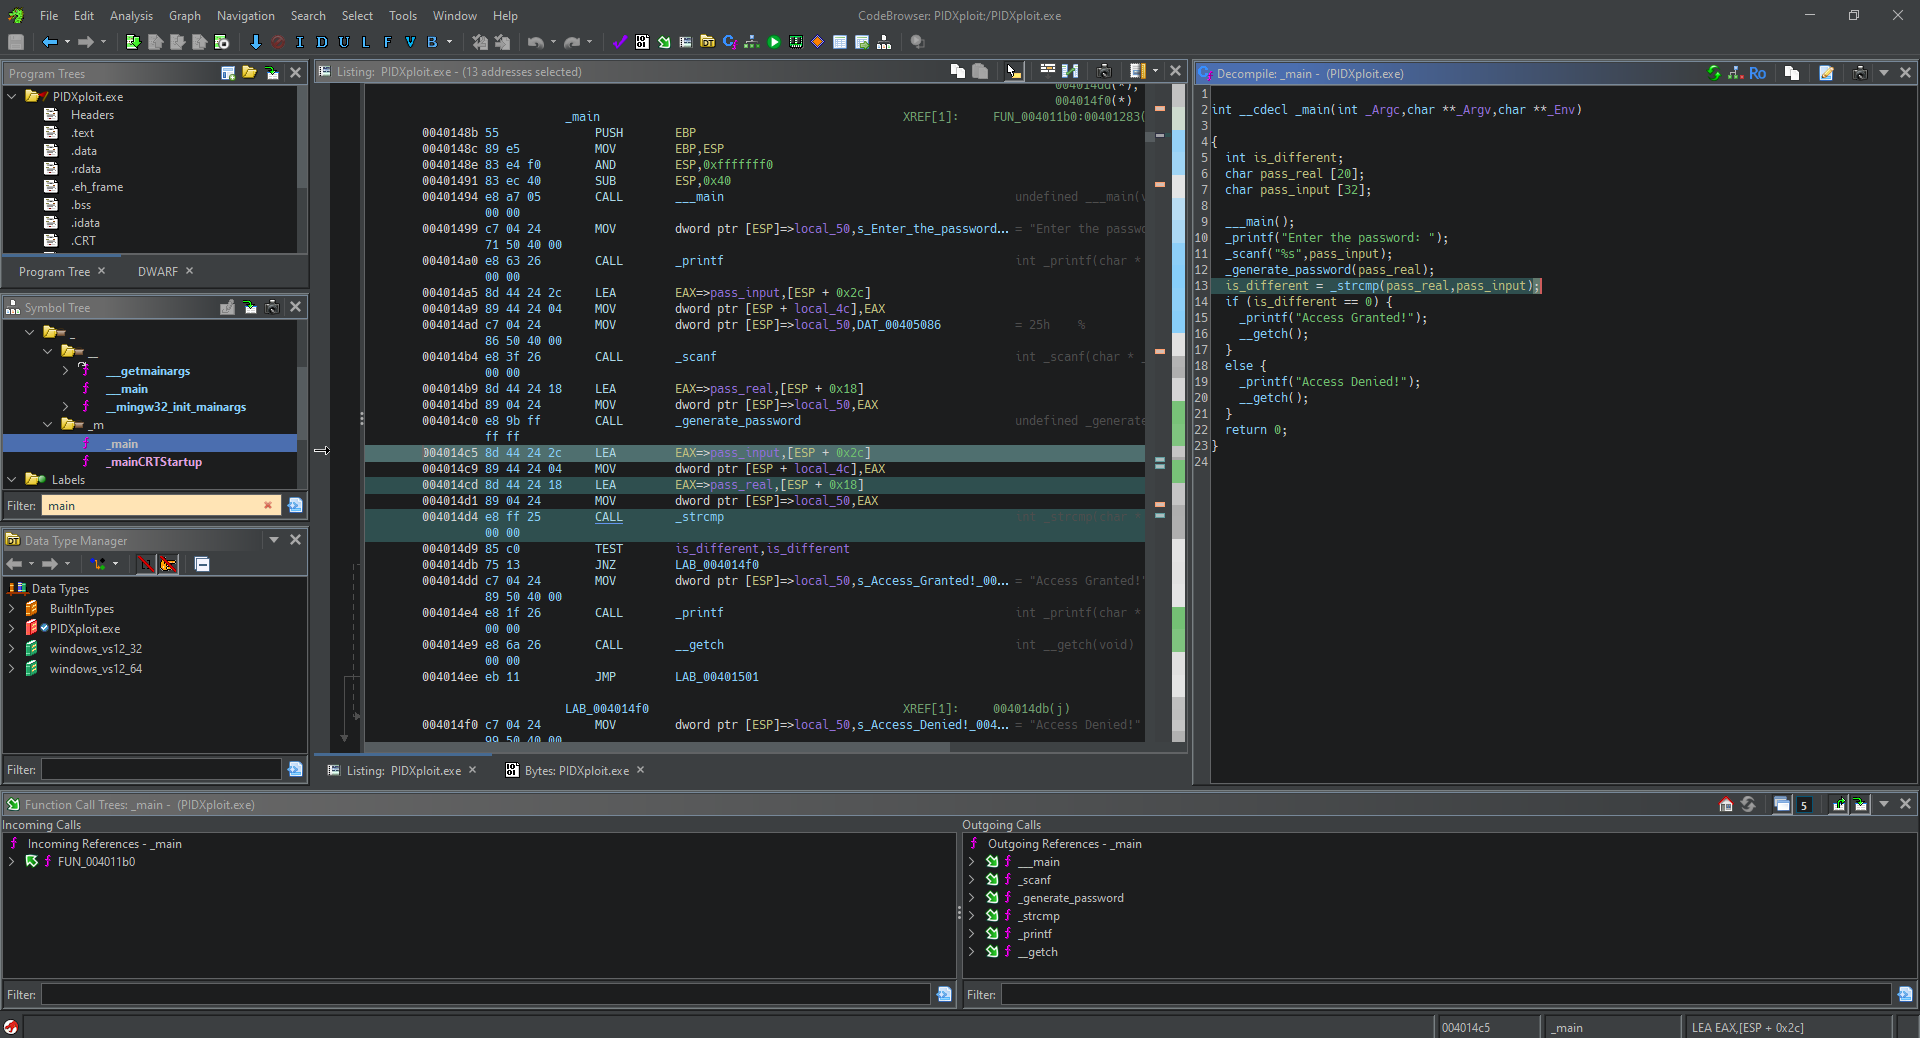 File Edit Analysis Graph Navigation Search Select Tools Window Help
CodeBrowser: PIDXploit:/PIDXploit.exe
I D U L F V B
Program Trees
PIDXploit.exe
Headers
.text
.data
.rdata
.eh_frame
.bss
.idata
.CRT
Program Tree
DWARF
Symbol Tree
_
__
f __getmainargs
f ___main
f __mingw32_init_mainargs
_m
f _main
f _mainCRTStartup
Labels
Filter: main
Data Type Manager
Data Types
BuiltInTypes
PIDXploit.exe
windows_vs12_32
windows_vs12_64
Filter:
Listing: PIDXploit.exe - (13 addresses selected)
004014dd(*),
004014f0(*)
_main XREF[1]: FUN_004011b0:00401283(
0040148b 55 PUSH EBP
0040148c 89 e5 MOV EBP,ESP
0040148e 83 e4 f0 AND ESP,0xfffffff0
00401491 83 ec 40 SUB ESP,0x40
00401494 e8 a7 05 CALL ___main undefined ___main(v
00 00
00401499 c7 04 24 MOV dword ptr [ESP]=>local_50,s_Enter_the_password... = "Enter the passwo
71 50 40 00
004014a0 e8 63 26 CALL _printf int _printf(char *
00 00
004014a5 8d 44 24 2c LEA EAX=>pass_input,[ESP + 0x2c]
004014a9 89 44 24 04 MOV dword ptr [ESP + local_4c],EAX
004014ad c7 04 24 MOV dword ptr [ESP]=>local_50,DAT_00405086 = 25h %
86 50 40 00
004014b4 e8 3f 26 CALL _scanf int _scanf(char * _
00 00
004014b9 8d 44 24 18 LEA EAX=>pass_real,[ESP + 0x18]
004014bd 89 04 24 MOV dword ptr [ESP]=>local_50,EAX
004014c0 e8 9b ff CALL _generate_password undefined _generate
ff ff
004014c5 8d 44 24 2c LEA EAX=>pass_input,[ESP + 0x2c]
004014c9 89 44 24 04 MOV dword ptr [ESP + local_4c],EAX
004014cd 8d 44 24 18 LEA EAX=>pass_real,[ESP + 0x18]
004014d1 89 04 24 MOV dword ptr [ESP]=>local_50,EAX
004014d4 e8 ff 25 CALL _strcmp int _strcmp(char *
00 00
004014d9 85 c0 TEST is_different,is_different
004014db 75 13 JNZ LAB_004014f0
004014dd c7 04 24 MOV dword ptr [ESP]=>local_50,s_Access_Granted!_00... = "Access Granted!"
89 50 40 00
004014e4 e8 1f 26 CALL _printf int _printf(char *
00 00
004014e9 e8 6a 26 CALL __getch int __getch(void)
00 00
004014ee eb 11 JMP LAB_00401501
LAB_004014f0 XREF[1]: 004014db(j)
004014f0 c7 04 24 MOV dword ptr [ESP]=>local_50,s_Access_Denied!_004... = "Access Denied!"
99 50 40 00
Listing: PIDXploit.exe
Bytes: PIDXploit.exe
Decompile: _main - (PIDXploit.exe)
Ro
1
2 int __cdecl _main(int _Argc,char **_Argv,char **_Env)
3
4 {
5 int is_different;
6 char pass_real [20];
7 char pass_input [32];
8
9 ___main();
10 _printf("Enter the password: ");
11 _scanf("%s",pass_input);
12 _generate_password(pass_real);
13 is_different = _strcmp(pass_real,pass_input);
14 if (is_different == 0) {
15 _printf("Access Granted!");
16 __getch();
17 }
18 else {
19 _printf("Access Denied!");
20 __getch();
21 }
22 return 0;
23 }
24
Function Call Trees: _main - (PIDXploit.exe)
5
Incoming Calls
f Incoming References - _main
f FUN_004011b0
Filter:
Outgoing Calls
f Outgoing References - _main
f ___main
f _scanf
f _generate_password
f _strcmp
f _printf
f __getch
Filter:
004014c5
_main
LEA EAX,[ESP + 0x2c]